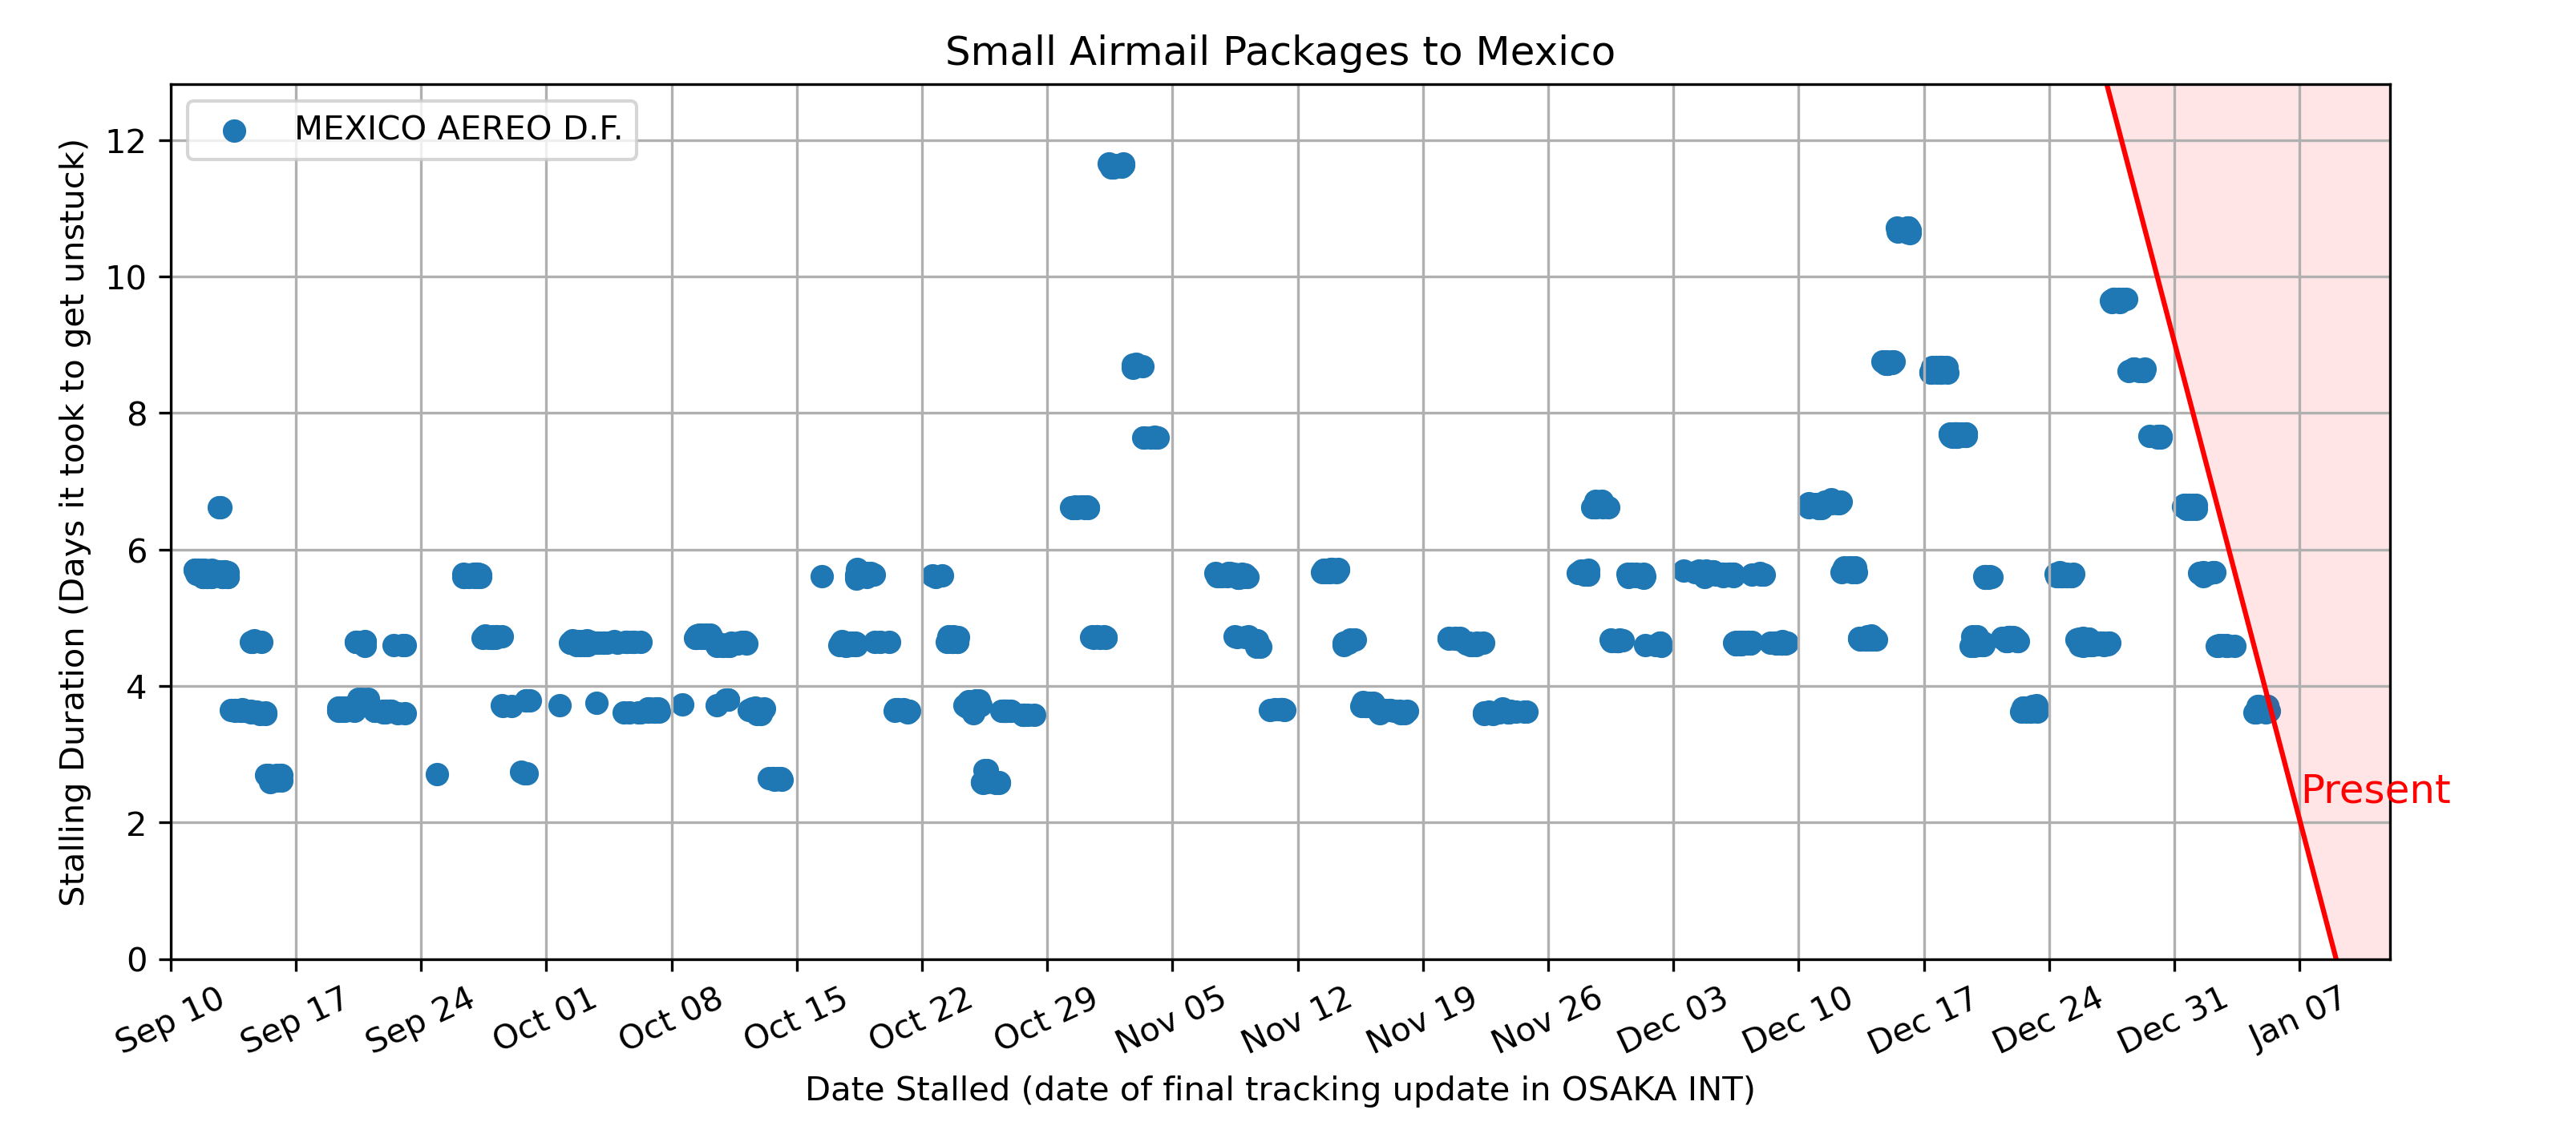 Small Airmail Packages to Mexico
MEXICO AEREO D.F.
Stalling Duration (Days it took to get unstuck)
12
10
8
6
4
2
0
Present
Sep 10
Sep 17
Sep 24
Oct 01
Oct 08
Oct 15
Oct 22
Oct 29
Nov 05
Nov 12
Nov 19
Nov 26
Dec 03
Dec 10
Dec 17
Dec 24
Dec 31
Jan 07
Date Stalled (date of final tracking update in OSAKA INT)